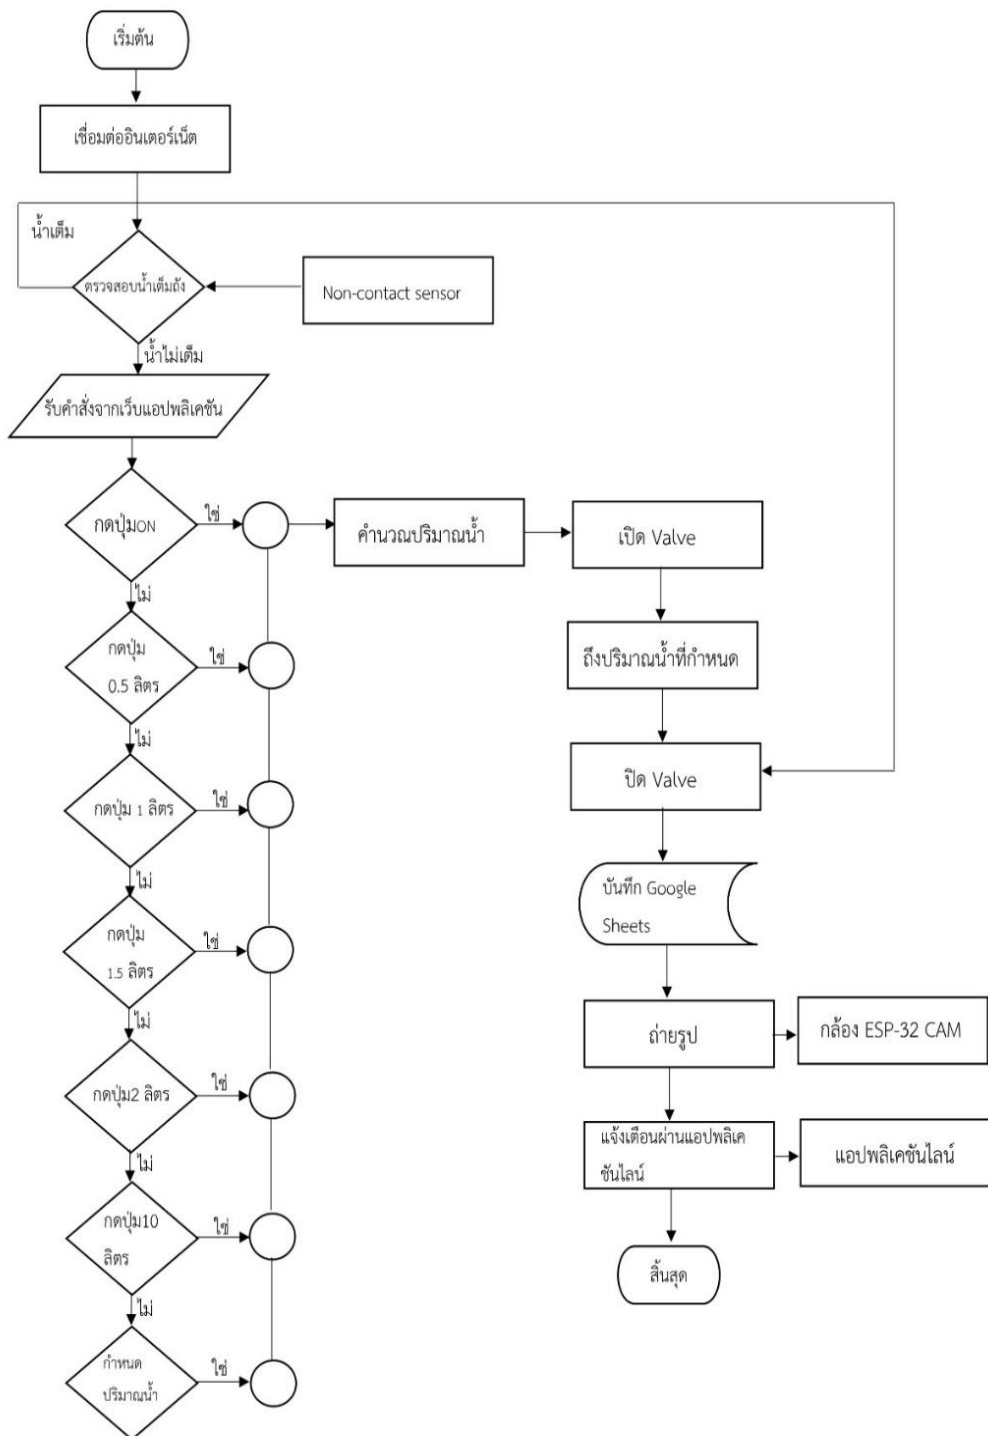 เริ่มต้น
เชื่อมต่ออินเตอร์เน็ต
น้ำเต็ม
ตรวจสอบน้ำเต็มถัง
Non-contact sensor
น้ำไม่เต็ม
รับคำสั่งจากเว็บแอปพลิเคชัน
กดปุ่มON
ใช่
คำนวณปริมาณน้ำ
เปิด Valve
ไม่
กดปุ่ม
0.5 ลิตร
ใช่
ถึงปริมาณน้ำที่กำหนด
ไม่
กดปุ่ม 1 ลิตร
ใช่
ปิด Valve
ไม่
กดปุ่ม
1.5 ลิตร
ใช่
บันทึก Google
Sheets
ไม่
กดปุ่ม2 ลิตร
ใช่
ถ่ายรูป
กล้อง ESP-32 CAM
ไม่
กดปุ่ม10
ลิตร
ใช่
แจ้งเตือนผ่านแอปพลิเค
ชันไลน์
แอปพลิเคชันไลน์
ไม่
กำหนด
ปริมาณน้ำ
ใช่
สิ้นสุด